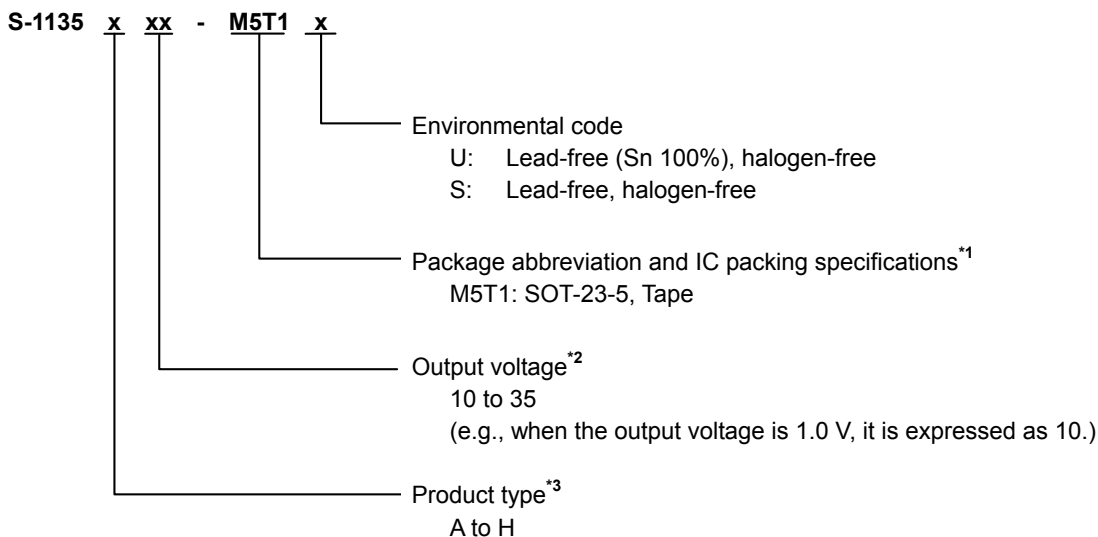 S-1135 x xx - M5T1 x
Environmental code
U: Lead-free (Sn 100%), halogen-free
S: Lead-free, halogen-free
Package abbreviation and IC packing specifications*1
M5T1: SOT-23-5, Tape
Output voltage*2
10 to 35
(e.g., when the output voltage is 1.0 V, it is expressed as 10.)
Product type*3
A to H